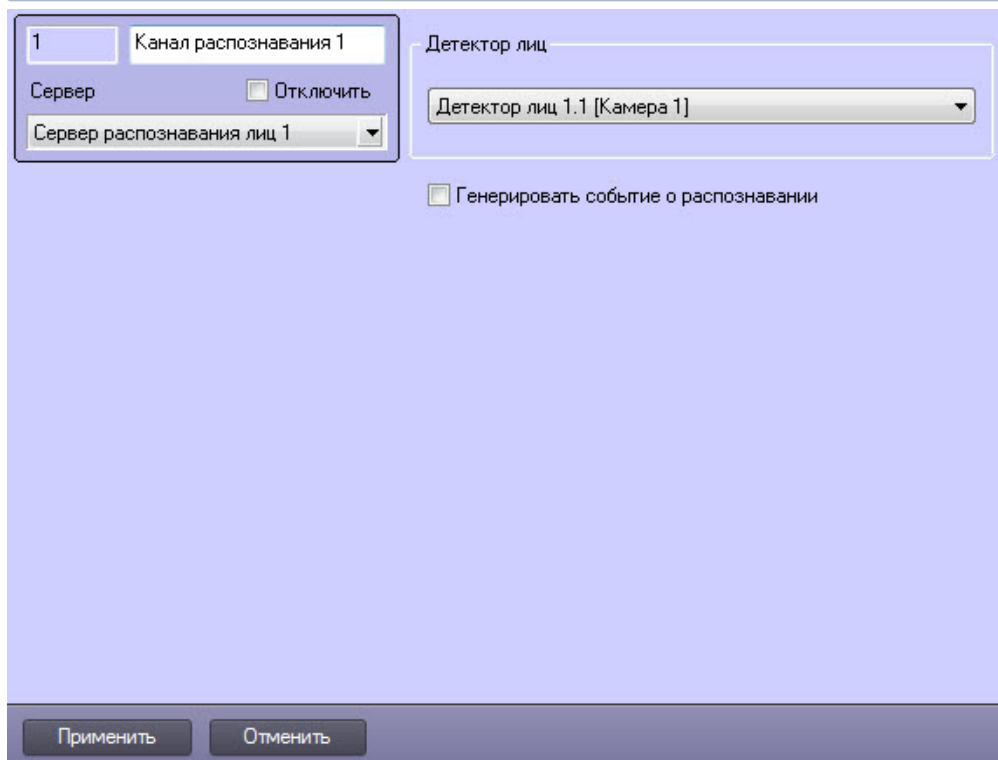 1
Канал распознавания 1
Сервер
Отключить
Сервер распознавания лиц 1
Детектор лиц
Детектор лиц 1.1 [Камера 1]
Генерировать событие о распознавании
Применить
Отменить